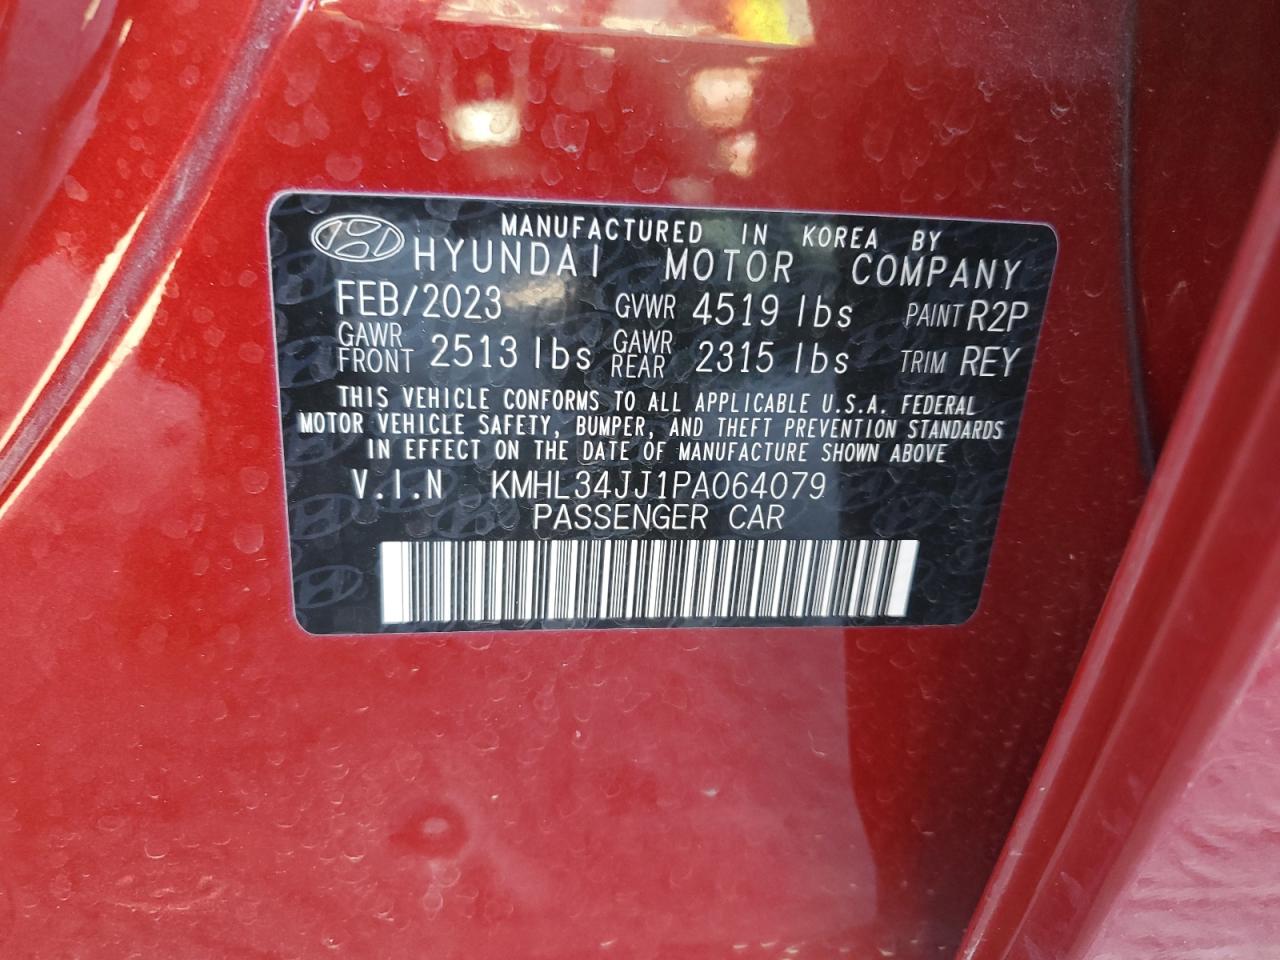 MANUFACTURED IN KOREA BY
HYUNDAI MOTOR COMPANY
FEB/2023 GVWR 4519 lbs PAINT R2P
GAWR FRONT 2513 lbs GAWR REAR 2315 lbs TRIM REY
THIS VEHICLE CONFORMS TO ALL APPLICABLE U.S.A. FEDERAL
MOTOR VEHICLE SAFETY, BUMPER, AND THEFT PREVENTION STANDARDS
IN EFFECT ON THE DATE OF MANUFACTURE SHOWN ABOVE
V.I.N KMHL34JJ1PA064079
PASSENGER CAR